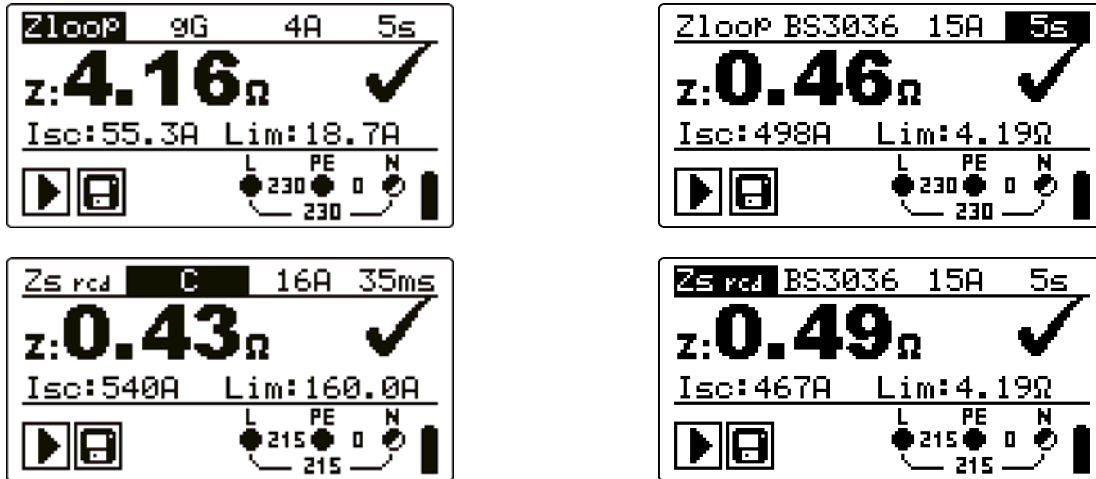 Zloop gG 4A 5s
Z:4.16Ω
Isc:55.3A Lim:18.7A
L PE N
230 0
230
Zloop BS3036 15A 5s
Z:0.46Ω
Isc:498A Lim:4.19Ω
L PE N
230 0
230
Zs rcd C 16A 35ms
Z:0.43Ω
Isc:540A Lim:160.0A
L PE N
215 0
215
Zs rcd BS3036 15A 5s
Z:0.49Ω
Isc:467A Lim:4.19Ω
L PE N
215 0
215